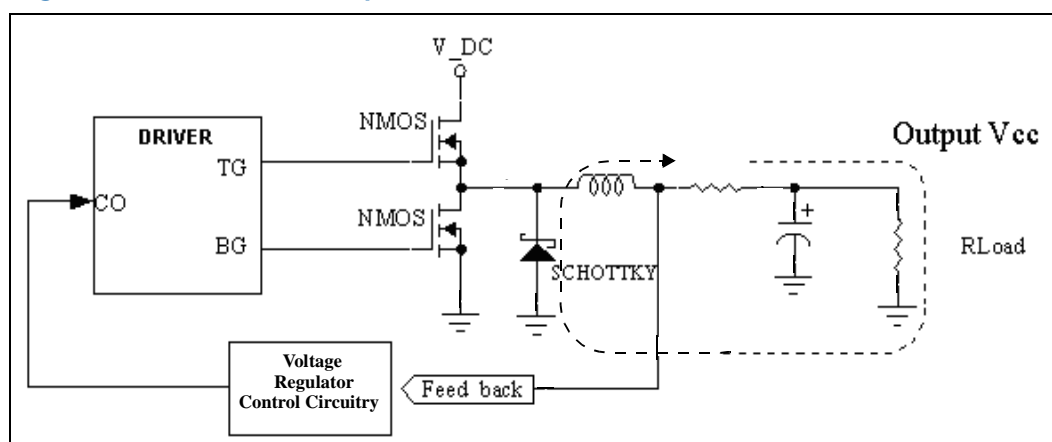 V_DC
NMOS
DRIVER
TG
Output Vcc
CO
NMOS
BG
+
SCHOTTKY
RLoad
Voltage
Regulator
Control Circuitry
Feed back